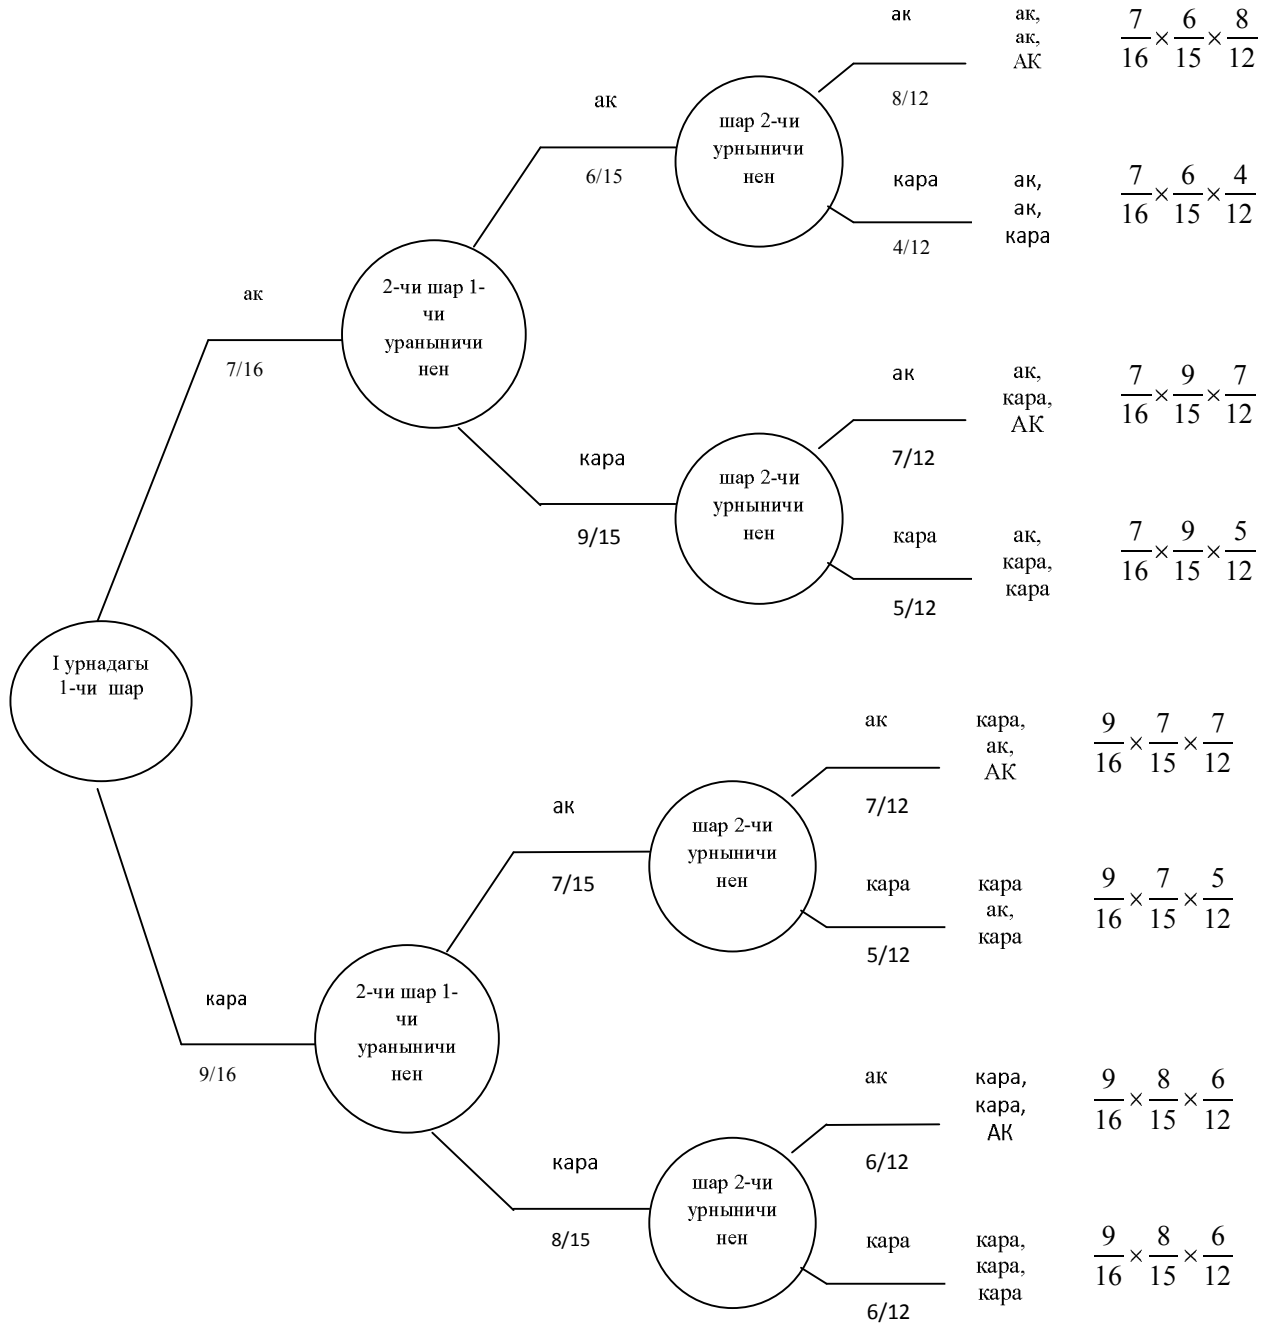 ак
ак,
ак,
АК
7/16 × 6/15 × 8/12
8/12
ак
6/15
шар 2-чи
урныничи
нен
кара
ак,
ак,
кара
7/16 × 6/15 × 4/12
4/12
ак
7/16
2-чи шар 1-
чи
ураныничи
нен
ак
ак,
кара,
АК
7/16 × 9/15 × 7/12
7/12
кара
9/15
шар 2-чи
урныничи
нен
кара
ак,
кара,
кара
7/16 × 9/15 × 5/12
5/12
I урнадагы
1-чи шар
ак
кара,
ак,
АК
9/16 × 7/15 × 7/12
7/12
ак
7/15
шар 2-чи
урныничи
нен
кара
кара
ак,
кара
9/16 × 7/15 × 5/12
5/12
кара
9/16
2-чи шар 1-
чи
ураныничи
нен
ак
кара,
кара,
АК
9/16 × 8/15 × 6/12
6/12
кара
8/15
шар 2-чи
урныничи
нен
кара
кара,
кара,
кара
9/16 × 8/15 × 6/12
6/12